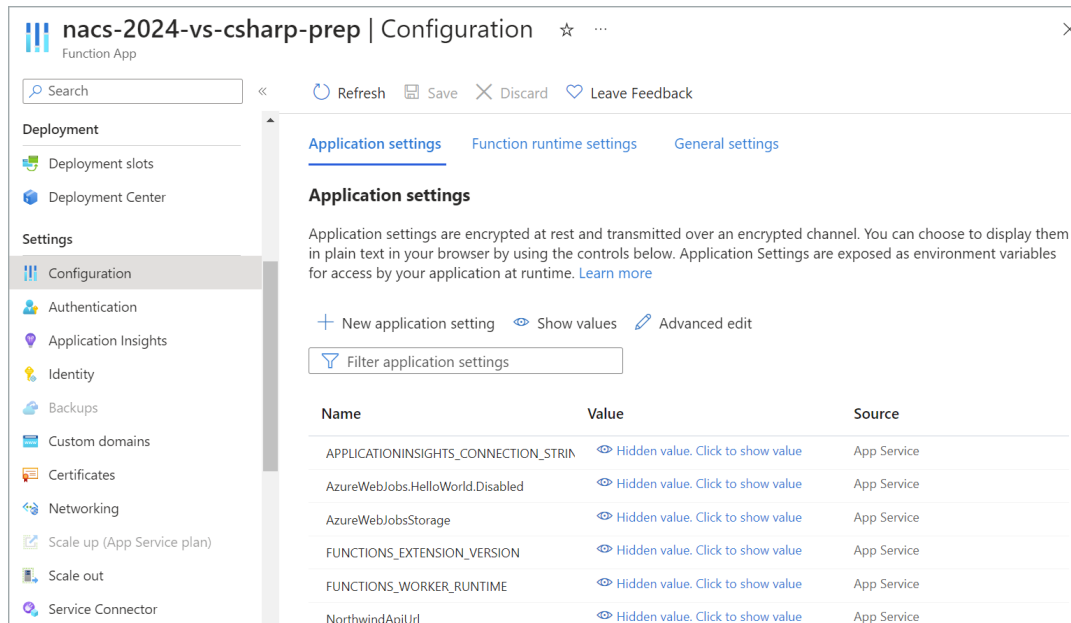 nacs-2024-vs-csharp-prep | Configuration
Function App
Search
Refresh Save Discard Leave Feedback
Deployment
Deployment slots
Deployment Center
Settings
Configuration
Authentication
Application Insights
Identity
Backups
Custom domains
Certificates
Networking
Scale up (App Service plan)
Scale out
Service Connector
Application settings Function runtime settings General settings
Application settings
Application settings are encrypted at rest and transmitted over an encrypted channel. You can choose to display them
in plain text in your browser by using the controls below. Application Settings are exposed as environment variables
for access by your application at runtime. Learn more
New application setting Show values Advanced edit
Filter application settings
Name Value Source
APPLICATIONINSIGHTS_CONNECTION_STRIN Hidden value. Click to show value App Service
AzureWebJobs.HelloWorld.Disabled Hidden value. Click to show value App Service
AzureWebJobsStorage Hidden value. Click to show value App Service
FUNCTIONS_EXTENSION_VERSION Hidden value. Click to show value App Service
FUNCTIONS_WORKER_RUNTIME Hidden value. Click to show value App Service
NorthwindApiUrl Hidden value. Click to show value App Service